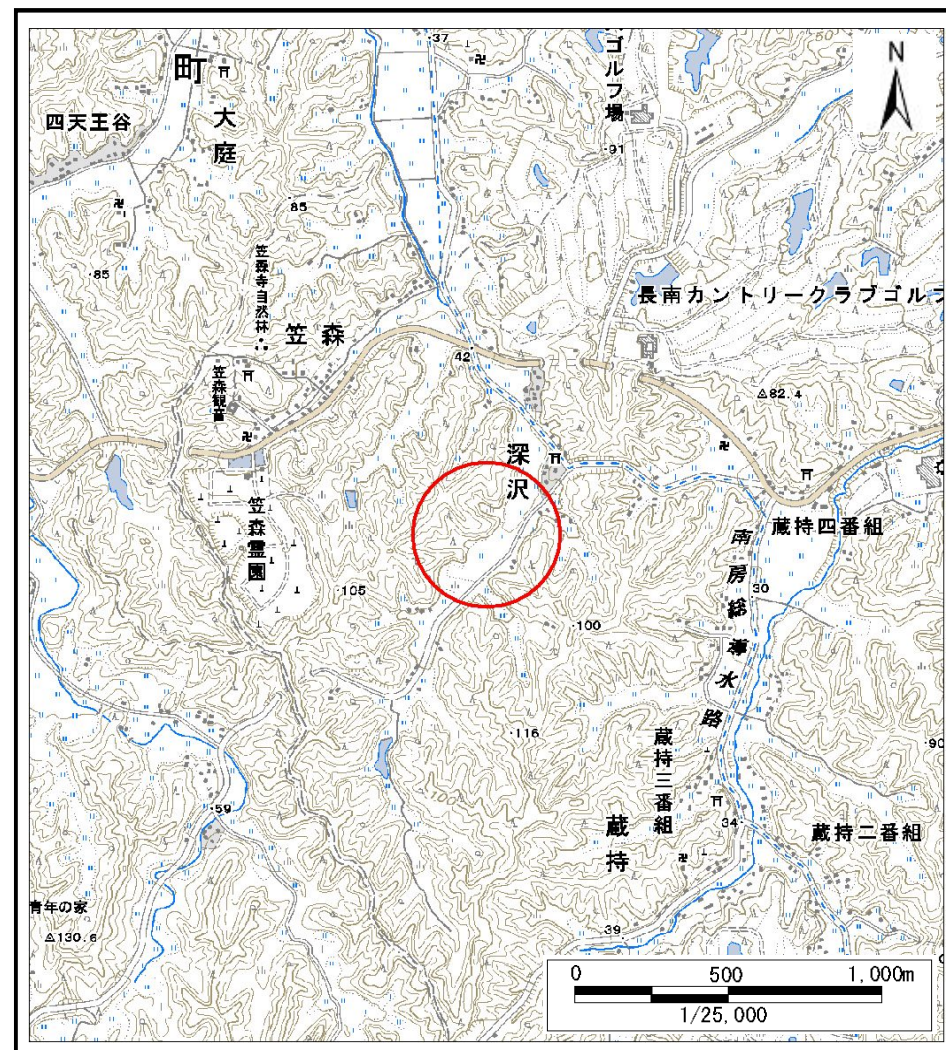 ・37
町
大庭
四天王谷
ゴルフ場
N
・91
・85
・85
笠森寺自然林
笠森
長南カントリークラブゴルフ
42
笠森観音
△82.4
深沢
笠森霊園
蔵持四番組
南房総導水路
・105
30
・100
・116
蔵持三番組
90
・59
蔵持
34
蔵持二番組
青年の家
△130.6
39
0 500 1,000m
1/25,000